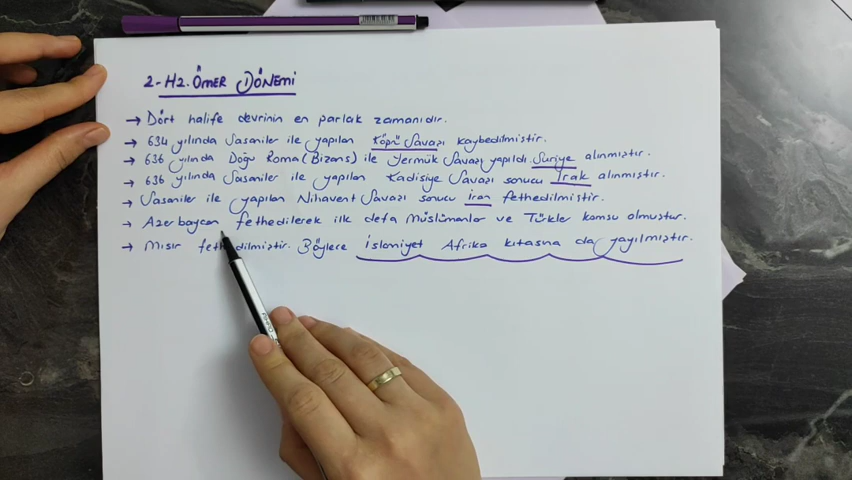 2- Hz. ÖMER DÖNEMİ
→ Dört halife devrinin en parlak zamanıdır.
→ 634 yılında Sasaniler ile yapılan Köprü Savaşı kaybedilmiştir.
→ 636 yılında Doğu Roma (Bizans) ile Yermük Savaşı yapıldı. Suriye alınmıştır.
→ 636 yılında Sasaniler ile yapılan Kadisiye Savaşı sonucu Irak alınmıştır.
→ Sasaniler ile yapılan Nihavent Savaşı sonucu İran fethedilmiştir.
→ Azerbaycan fethedilerek ilk defa Müslümanlar ve Türkler komşu olmuştur.
→ Mısır fethedilmiştir. Böylece İslamiyet Afrika kıtasına da yayılmıştır.